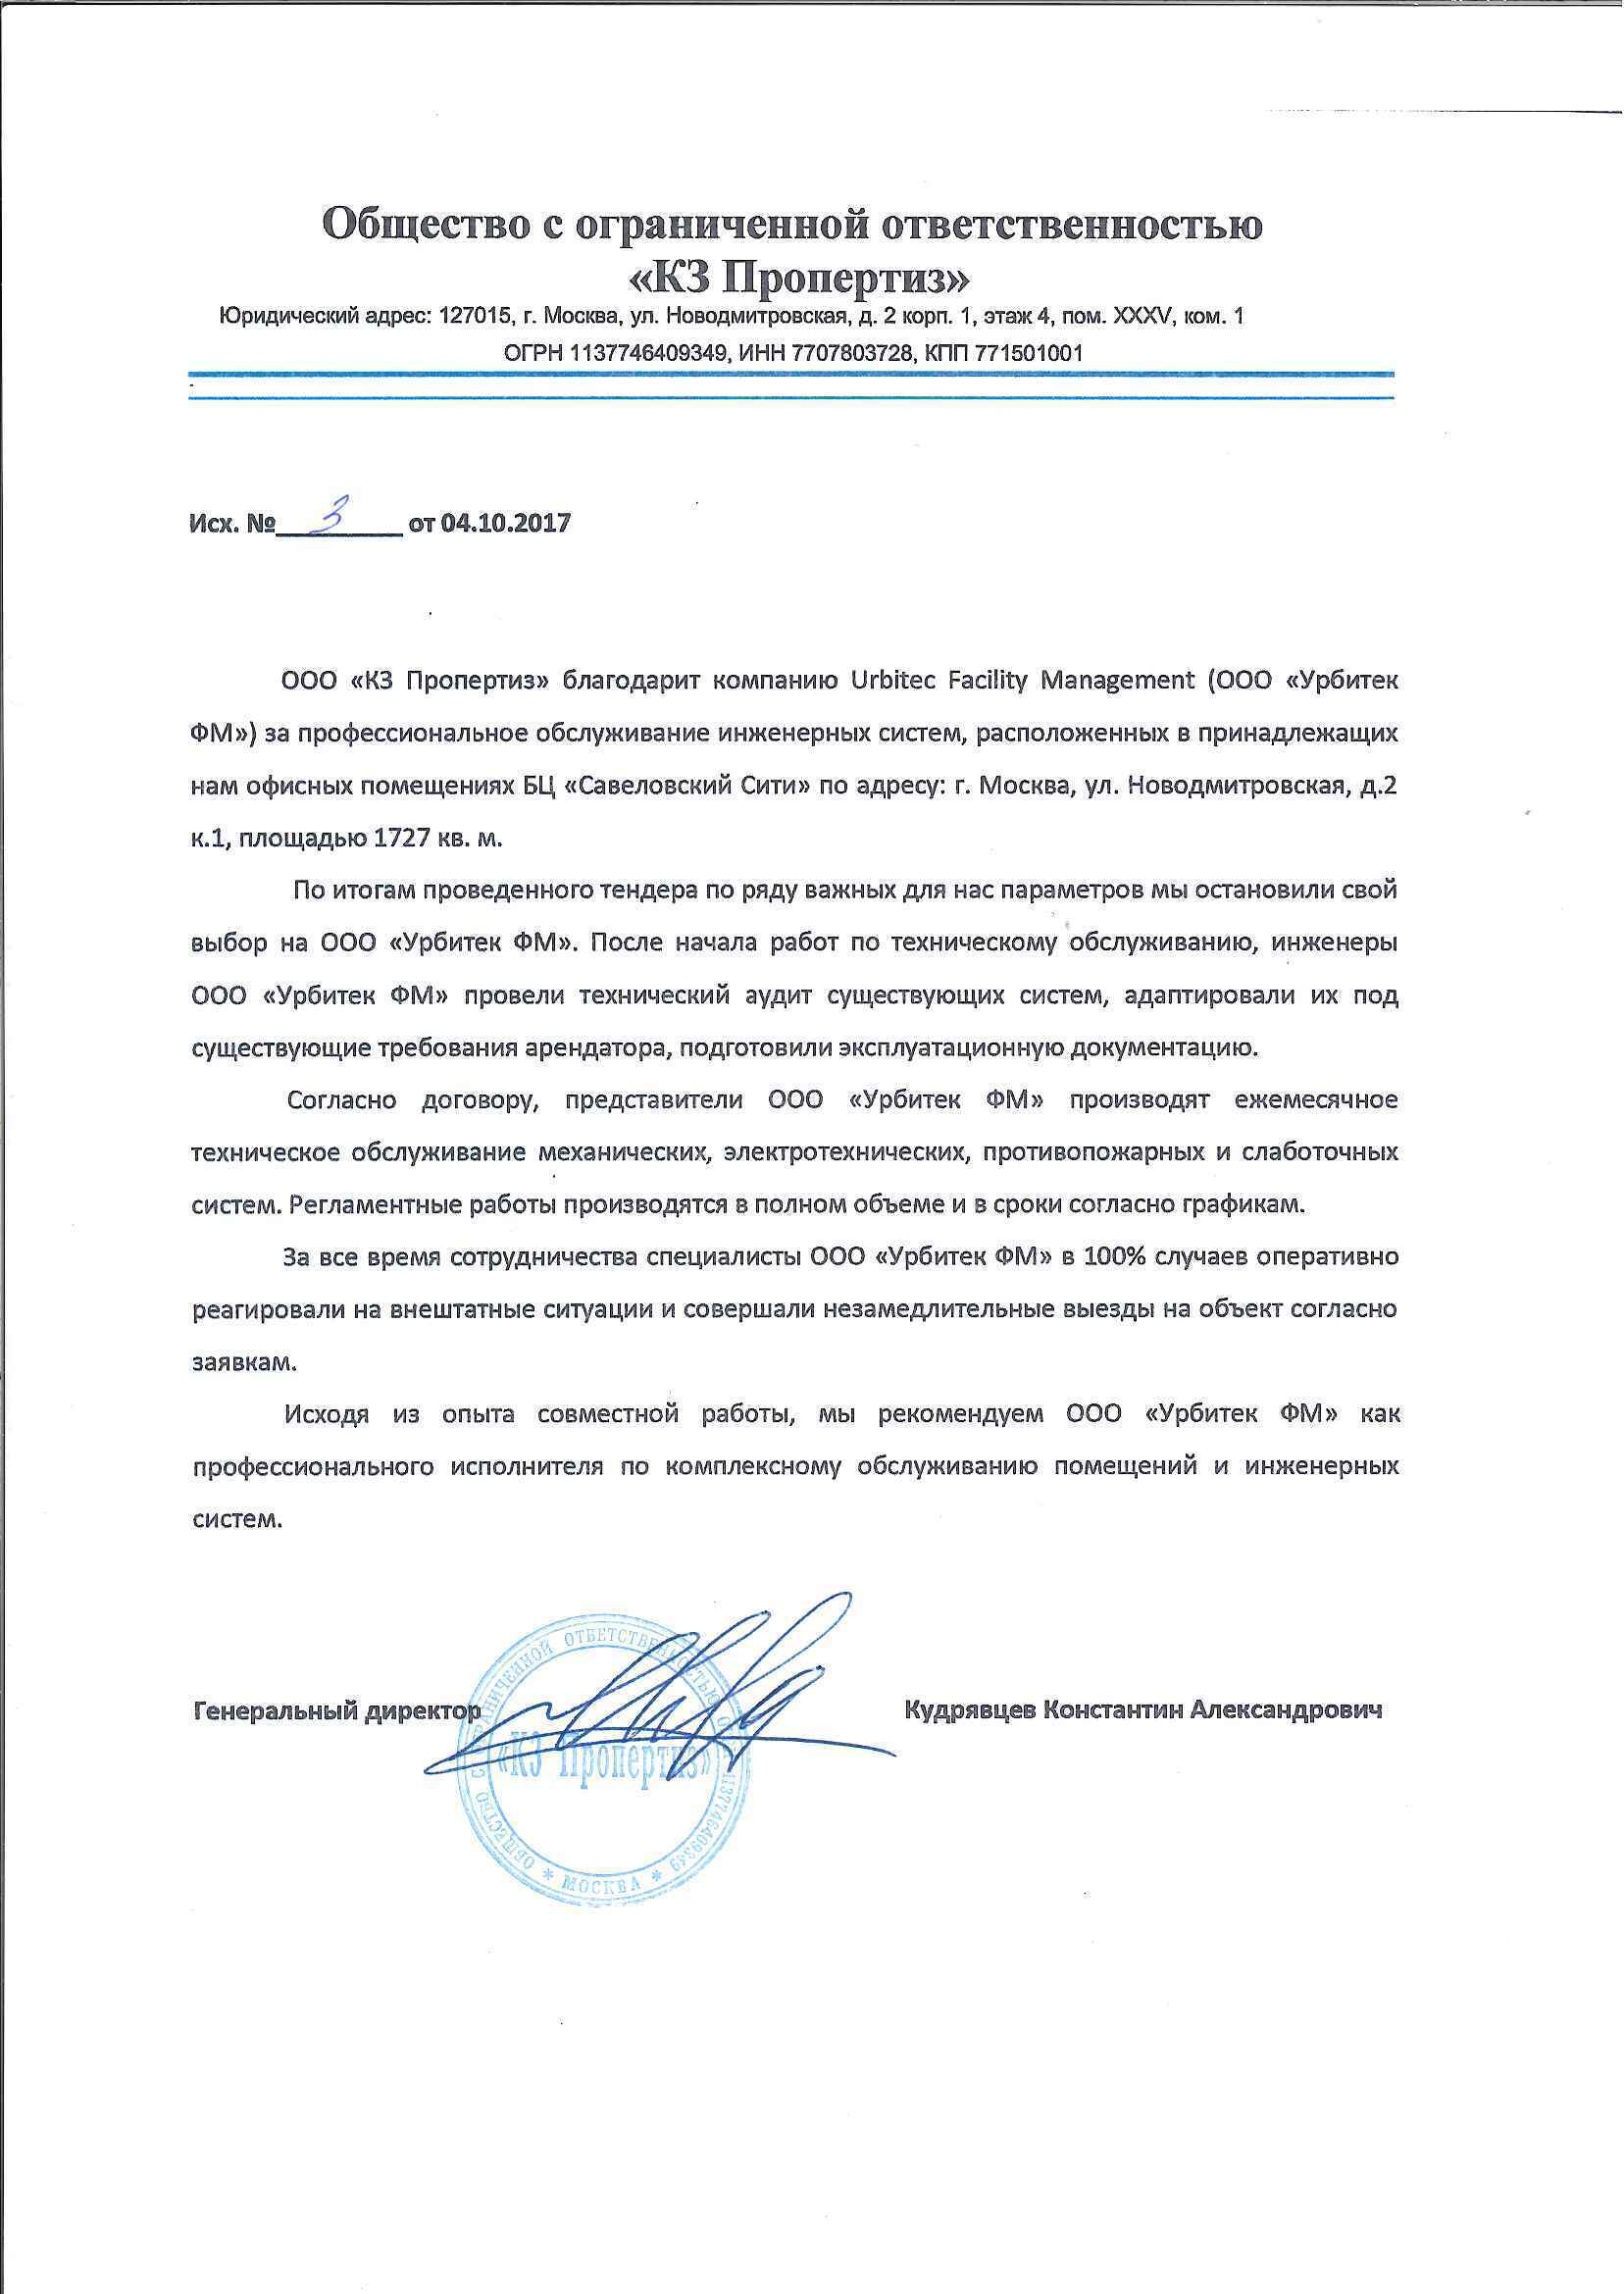 Общество с ограниченной ответственностью
«КЗ Пропертиз»
Юридический адрес: 127015, г. Москва, ул. Новодмитровская, д. 2 корп. 1, этаж 4, пом. XXXV, ком. 1
ОГРН 1137746409349, ИНН 7707803728, КПП 771501001
Исх. № 3 от 04.10.2017
ООО «КЗ Пропертиз» благодарит компанию Urbitec Facility Management (ООО «Урбитек
ФМ») за профессиональное обслуживание инженерных систем, расположенных в принадлежащих
нам офисных помещениях БЦ «Савеловский Сити» по адресу: г. Москва, ул. Новодмитровская, д.2
к.1, площадью 1727 кв. м.
По итогам проведенного тендера по ряду важных для нас параметров мы остановили свой
выбор на ООО «Урбитек ФМ». После начала работ по техническому обслуживанию, инженеры
ООО «Урбитек ФМ» провели технический аудит существующих систем, адаптировали их под
существующие требования арендатора, подготовили эксплуатационную документацию.
Согласно договору, представители ООО «Урбитек ФМ» производят ежемесячное
техническое обслуживание механических, электротехнических, противопожарных и слаботочных
систем. Регламентные работы производятся в полном объеме и в сроки согласно графикам.
За все время сотрудничества специалисты ООО «Урбитек ФМ» в 100% случаев оперативно
реагировали на внештатные ситуации и совершали незамедлительные выезды на объект согласно
заявкам.
Исходя из опыта совместной работы, мы рекомендуем ООО «Урбитек ФМ» как
профессионального исполнителя по комплексному обслуживанию помещений и инженерных
систем.
Генеральный директор Кудрявцев Константин Александрович
ОБЩЕСТВО С ОГРАНИЧЕННОЙ ОТВЕТСТВЕННОСТЬЮ 1137746409349
«КЗ Пропертиз»
* МОСКВА *